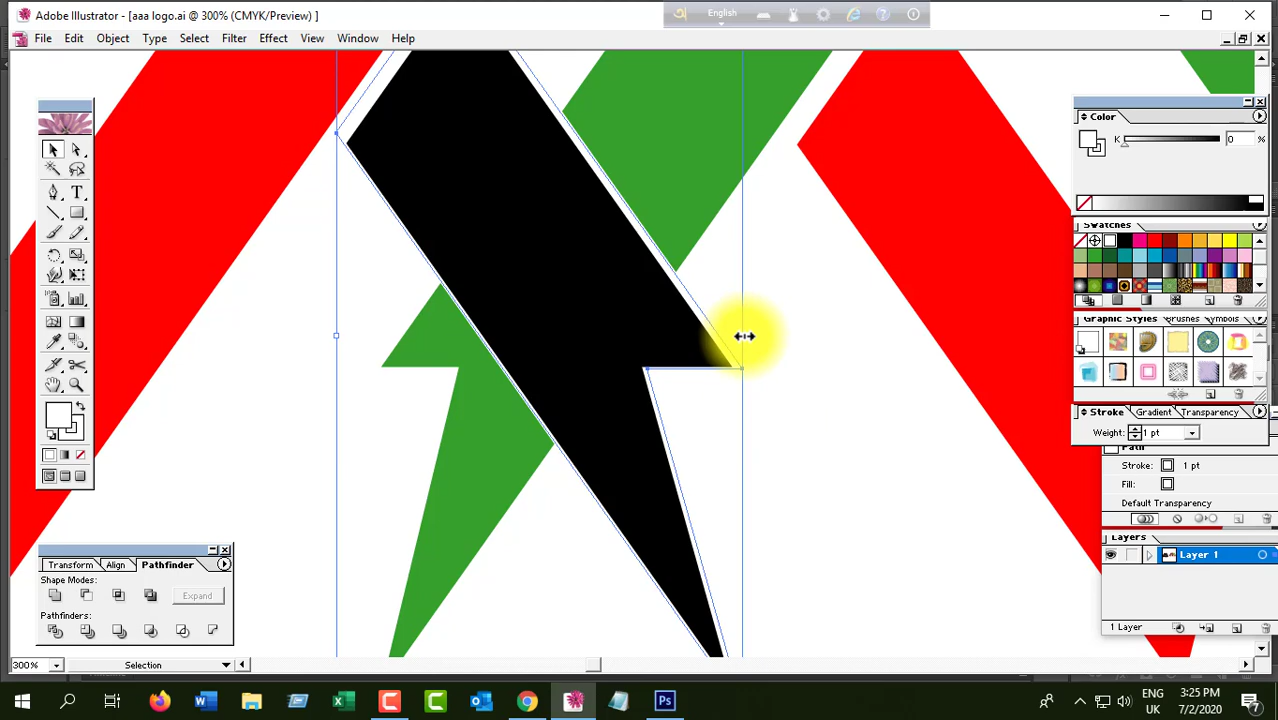 Adobe Illustrator - [aaa logo.ai @ 300% (CMYK/Preview) ]
English
File Edit Object Type Select Filter Effect View Window Help
Color
K 0 %
Swatches
Graphic Styles Brushes Symbols
Stroke Gradient Transparency
Weight: 1 pt
Path
Stroke: 1 pt
Fill:
Default Transparency
Layers
Layer 1
1 Layer
Transform Align Pathfinder
Shape Modes:
Expand
Pathfinders:
300% Selection
ENG
UK
3:25 PM
7/2/2020
7